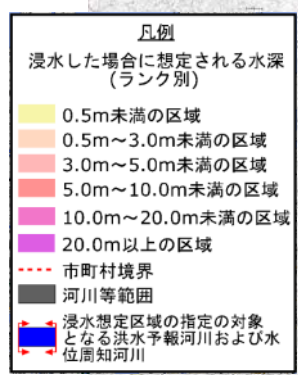 凡例
浸水した場合に想定される水深
(ランク別)
0.5m未満の区域
0.5m～3.0m未満の区域
3.0m～5.0m未満の区域
5.0m～10.0m未満の区域
10.0m～20.0m未満の区域
20.0m以上の区域
市町村境界
河川等範囲
浸水想定区域の指定の対象
となる洪水予報河川および水
位周知河川